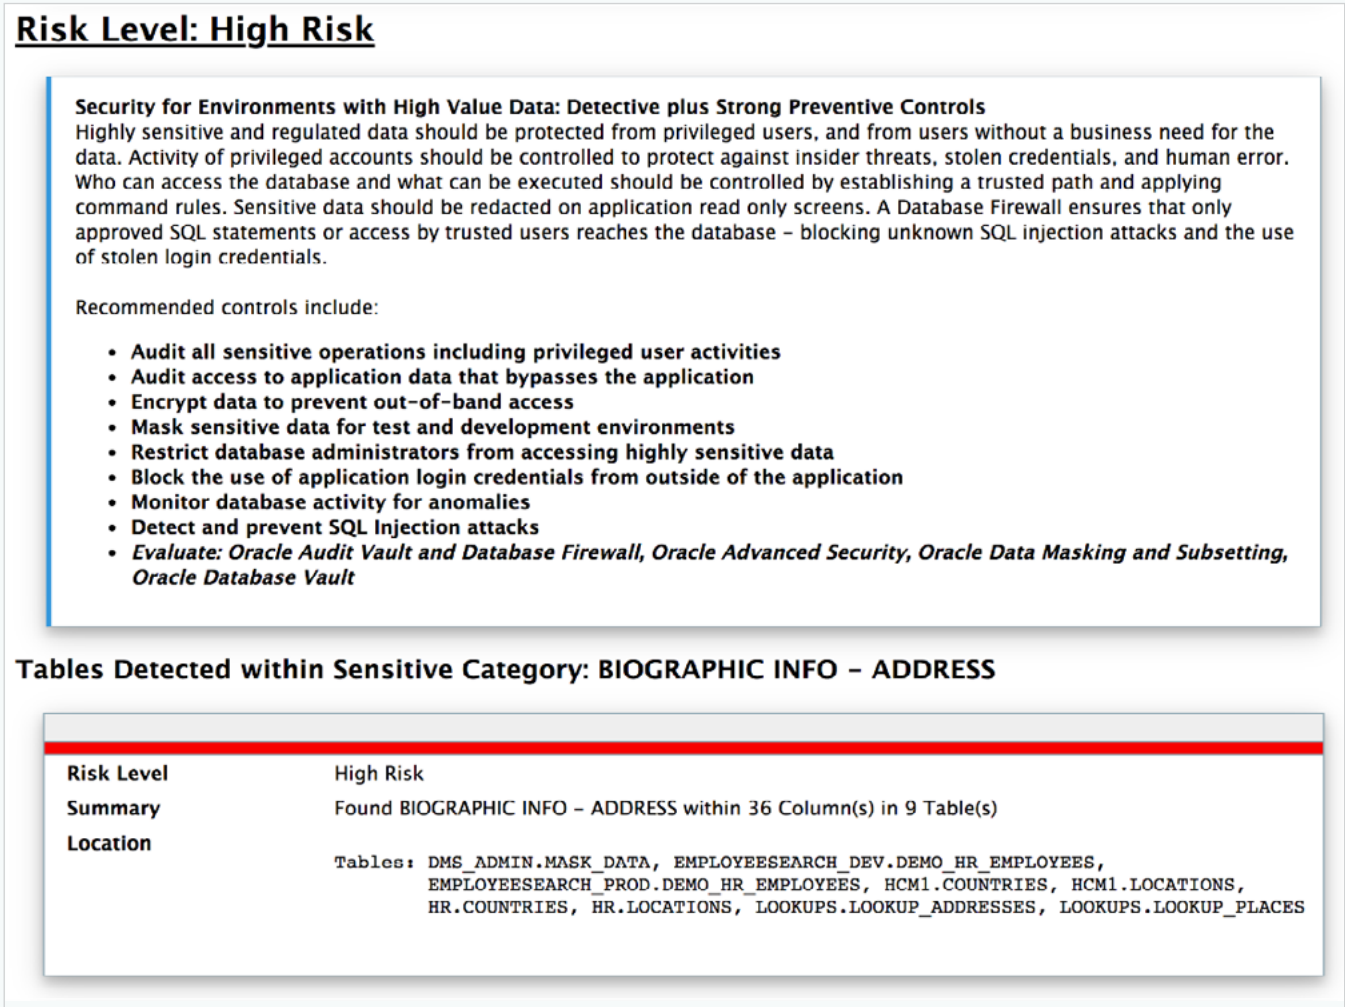 Risk Level: High Risk
Security for Environments with High Value Data: Detective plus Strong Preventive Controls
Highly sensitive and regulated data should be protected from privileged users, and from users without a business need for the
data. Activity of privileged accounts should be controlled to protect against insider threats, stolen credentials, and human error.
Who can access the database and what can be executed should be controlled by establishing a trusted path and applying
command rules. Sensitive data should be redacted on application read only screens. A Database Firewall ensures that only
approved SQL statements or access by trusted users reaches the database – blocking unknown SQL injection attacks and the use
of stolen login credentials.
Recommended controls include:
• Audit all sensitive operations including privileged user activities
• Audit access to application data that bypasses the application
• Encrypt data to prevent out-of-band access
• Mask sensitive data for test and development environments
• Restrict database administrators from accessing highly sensitive data
• Block the use of application login credentials from outside of the application
• Monitor database activity for anomalies
• Detect and prevent SQL Injection attacks
• Evaluate: Oracle Audit Vault and Database Firewall, Oracle Advanced Security, Oracle Data Masking and Subsetting,
Oracle Database Vault
Tables Detected within Sensitive Category: BIOGRAPHIC INFO – ADDRESS
Risk Level High Risk
Summary Found BIOGRAPHIC INFO – ADDRESS within 36 Column(s) in 9 Table(s)
Location
Tables: DMS_ADMIN.MASK_DATA, EMPLOYEESEARCH_DEV.DEMO_HR_EMPLOYEES,
EMPLOYEESEARCH_PROD.DEMO_HR_EMPLOYEES, HCM1.COUNTRIES, HCM1.LOCATIONS,
HR.COUNTRIES, HR.LOCATIONS, LOOKUPS.LOOKUP_ADDRESSES, LOOKUPS.LOOKUP_PLACES